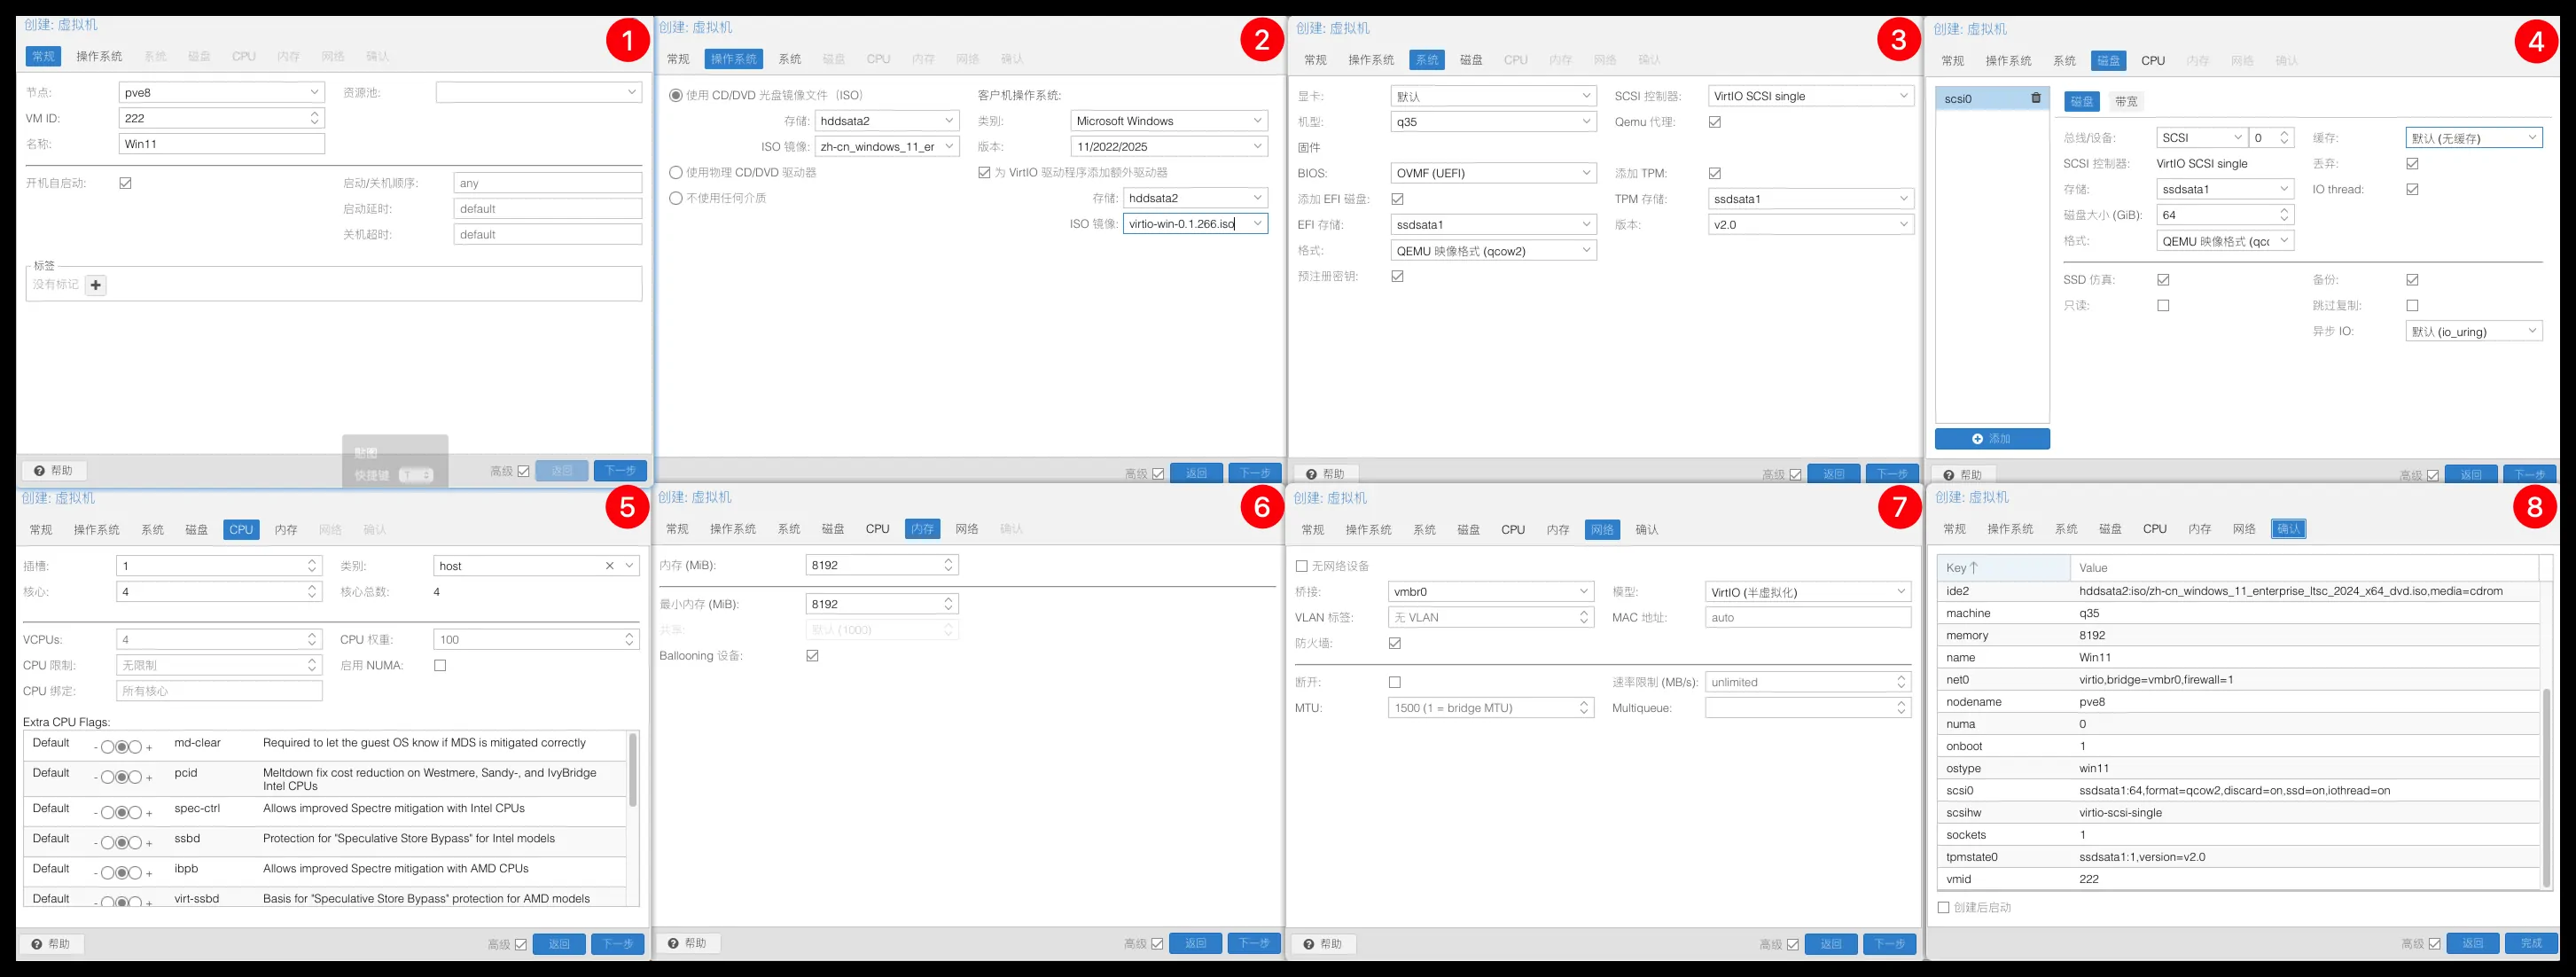 创建: 虚拟机
1
常规 操作系统 系统 磁盘 CPU 内存 网络 确认
节点: pve8 资源池:
VM ID: 222
名称: Win11
开机自启动: 启动/关机顺序: any
启动延时: default
关机超时: default
标签
没有标记
贴图
快捷键 T
帮助 高级 返回 下一步
创建: 虚拟机
2
常规 操作系统 系统 磁盘 CPU 内存 网络 确认
使用 CD/DVD 光盘镜像文件（ISO） 客户机操作系统:
存储: hddsata2 类别: Microsoft Windows
ISO 镜像: zh-cn_windows_11_er 版本: 11/2022/2025
使用物理 CD/DVD 驱动器 为 VirtIO 驱动程序添加额外驱动器
不使用任何介质 存储: hddsata2
ISO 镜像: virtio-win-0.1.266.iso
高级 返回 下一步
创建: 虚拟机
3
常规 操作系统 系统 磁盘 CPU 内存 网络 确认
显卡: 默认 SCSI 控制器: VirtIO SCSI single
机型: q35 Qemu 代理:
固件
BIOS: OVMF (UEFI) 添加 TPM:
添加 EFI 磁盘: TPM 存储: ssdsata1
EFI 存储: ssdsata1 版本: v2.0
格式: QEMU 映像格式 (qcow2)
预注册密钥:
帮助 高级 返回 下一步
创建: 虚拟机
4
常规 操作系统 系统 磁盘 CPU 内存 网络 确认
scsi0 磁盘 带宽
总线/设备: SCSI 0 缓存: 默认 (无缓存)
SCSI 控制器: VirtIO SCSI single 丢弃:
存储: ssdsata1 IO thread:
磁盘大小 (GiB): 64
格式: QEMU 映像格式 (qc
SSD 仿真: 备份:
只读: 跳过复制:
异步 IO: 默认 (io_uring)
添加
帮助 高级 返回 下一步
创建: 虚拟机
5
常规 操作系统 系统 磁盘 CPU 内存 网络 确认
插槽: 1 类别: host
核心: 4 核心总数: 4
VCPUs: 4 CPU 权重: 100
CPU 限制: 无限制 启用 NUMA:
CPU 绑定: 所有核心
Extra CPU Flags:
Default - + md-clear Required to let the guest OS know if MDS is mitigated correctly
Default - + pcid Meltdown fix cost reduction on Westmere, Sandy-, and IvyBridge
Intel CPUs
Default - + spec-ctrl Allows improved Spectre mitigation with Intel CPUs
Default - + ssbd Protection for "Speculative Store Bypass" for Intel models
Default - + ibpb Allows improved Spectre mitigation with AMD CPUs
Default - + virt-ssbd Basis for "Speculative Store Bypass" protection for AMD models
帮助 高级 返回 下一步
创建: 虚拟机
6
常规 操作系统 系统 磁盘 CPU 内存 网络 确认
内存 (MiB): 8192
最小内存 (MiB): 8192
共享: 默认 (1000)
Ballooning 设备:
帮助 高级 返回 下一步
创建: 虚拟机
7
常规 操作系统 系统 磁盘 CPU 内存 网络 确认
无网络设备
桥接: vmbr0 模型: VirtIO (半虚拟化)
VLAN 标签: 无 VLAN MAC 地址: auto
防火墙:
断开: 速率限制 (MB/s): unlimited
MTU: 1500 (1 = bridge MTU) Multiqueue:
帮助 高级 返回 下一步
创建: 虚拟机
8
常规 操作系统 系统 磁盘 CPU 内存 网络 确认
Key ↑ Value
ide2 hddsata2:iso/zh-cn_windows_11_enterprise_ltsc_2024_x64_dvd.iso,media=cdrom
machine q35
memory 8192
name Win11
net0 virtio,bridge=vmbr0,firewall=1
nodename pve8
numa 0
onboot 1
ostype win11
scsi0 ssdsata1:64,format=qcow2,discard=on,ssd=on,iothread=on
scsihw virtio-scsi-single
sockets 1
tpmstate0 ssdsata1:1,version=v2.0
vmid 222
创建后启动
高级 返回 完成